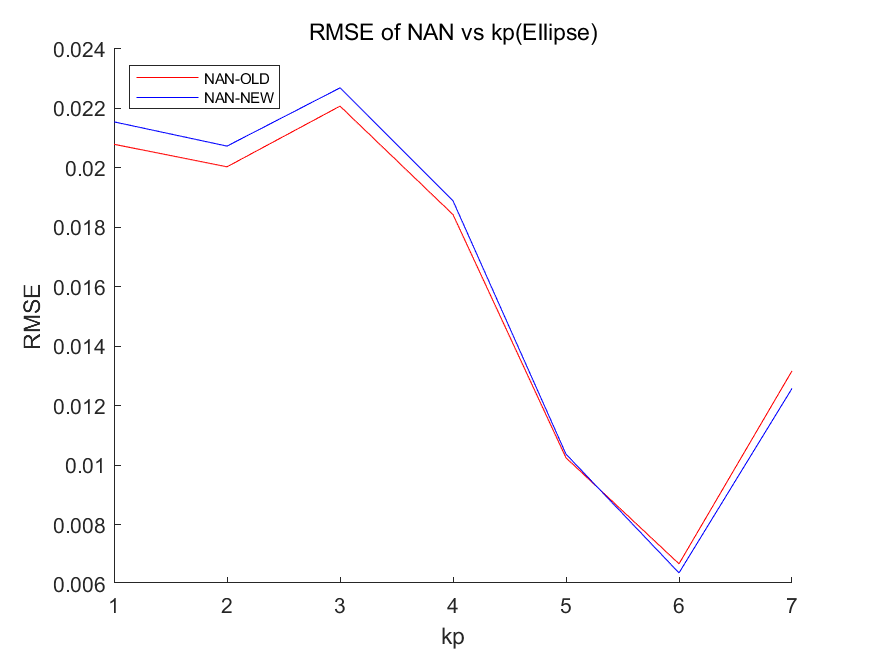 RMSE of NAN vs kp(Ellipse)
0.024
NAN-OLD
NAN-NEW
0.022
0.02
0.018
0.016
0.014
0.012
0.01
0.008
0.006
RMSE
1 2 3 4 5 6 7
kp